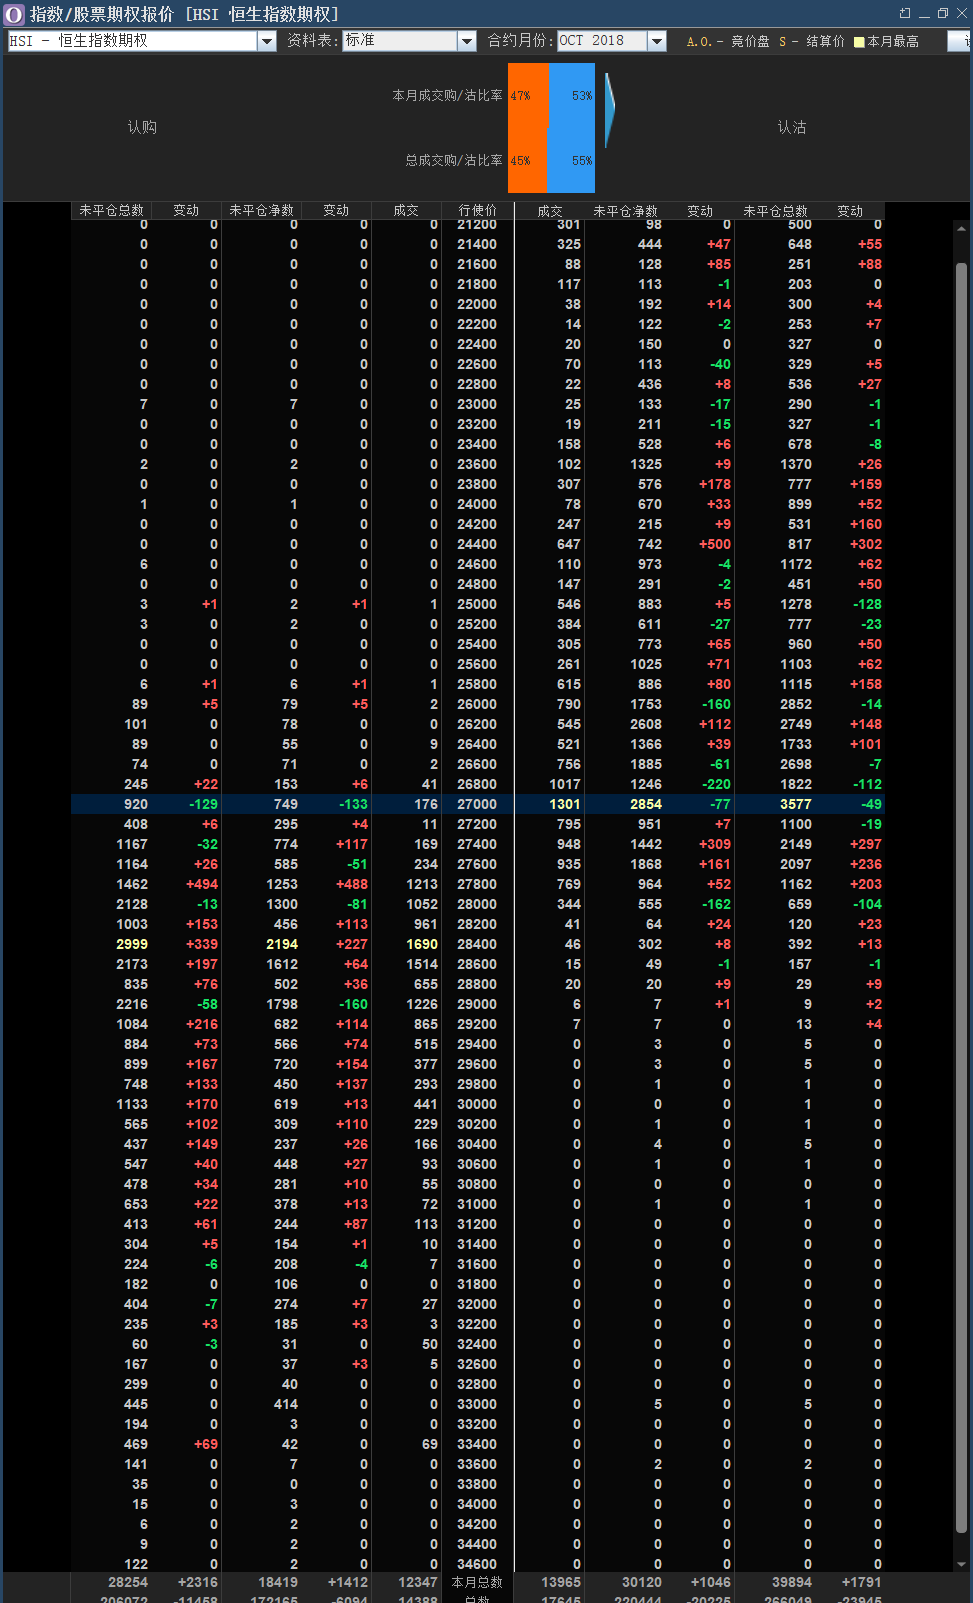 指数/股票期权报价 [HSI 恒生指数期权]
HSI - 恒生指数期权 资料表: 标准 合约月份: OCT 2018 A.O. - 竞价盘 S - 结算价 本月最高
本月成交购/沽比率 47% 53%
认购 认沽
总成交购/沽比率 45% 55%
未平仓总数 变动 未平仓净数 变动 成交 行使价 成交 未平仓净数 变动 未平仓总数 变动
0 0 0 0 0 21200 301 98 0 500 0
0 0 0 0 0 21400 325 444 +47 648 +55
0 0 0 0 0 21600 88 128 +85 251 +88
0 0 0 0 0 21800 117 113 -1 203 0
0 0 0 0 0 22000 38 192 +14 300 +4
0 0 0 0 0 22200 14 122 -2 253 +7
0 0 0 0 0 22400 20 150 0 327 0
0 0 0 0 0 22600 70 113 -40 329 +5
0 0 0 0 0 22800 22 436 +8 536 +27
7 0 7 0 0 23000 25 133 -17 290 -1
0 0 0 0 0 23200 19 211 -15 327 -1
0 0 0 0 0 23400 158 528 +6 678 -8
2 0 2 0 0 23600 102 1325 +9 1370 +26
0 0 0 0 0 23800 307 576 +178 777 +159
1 0 1 0 0 24000 78 670 +33 899 +52
0 0 0 0 0 24200 247 215 +9 531 +160
0 0 0 0 0 24400 647 742 +500 817 +302
6 0 0 0 0 24600 110 973 -4 1172 +62
0 0 0 0 0 24800 147 291 -2 451 +50
3 +1 2 +1 1 25000 546 883 +5 1278 -128
3 0 2 0 0 25200 384 611 -27 777 -23
0 0 0 0 0 25400 305 773 +65 960 +50
0 0 0 0 0 25600 261 1025 +71 1103 +62
6 +1 6 +1 1 25800 615 886 +80 1115 +158
89 +5 79 +5 2 26000 790 1753 -160 2852 -14
101 0 78 0 0 26200 545 2608 +112 2749 +148
89 0 55 0 9 26400 521 1366 +39 1733 +101
74 0 71 0 2 26600 756 1885 -61 2698 -7
245 +22 153 +6 41 26800 1017 1246 -220 1822 -112
920 -129 749 -133 176 27000 1301 2854 -77 3577 -49
408 +6 295 +4 11 27200 795 951 +7 1100 -19
1167 -32 774 +117 169 27400 948 1442 +309 2149 +297
1164 +26 585 -51 234 27600 935 1868 +161 2097 +236
1462 +494 1253 +488 1213 27800 769 964 +52 1162 +203
2128 -13 1300 -81 1052 28000 344 555 -162 659 -104
1003 +153 456 +113 961 28200 41 64 +24 120 +23
2999 +339 2194 +227 1690 28400 46 302 +8 392 +13
2173 +197 1612 +64 1514 28600 15 49 -1 157 -1
835 +76 502 +36 655 28800 20 20 +9 29 +9
2216 -58 1798 -160 1226 29000 6 7 +1 9 +2
1084 +216 682 +114 865 29200 7 7 0 13 +4
884 +73 566 +74 515 29400 0 3 0 5 0
899 +167 720 +154 377 29600 0 3 0 5 0
748 +133 450 +137 293 29800 0 1 0 1 0
1133 +170 619 +13 441 30000 0 0 0 1 0
565 +102 309 +110 229 30200 0 1 0 1 0
437 +149 237 +26 166 30400 0 4 0 5 0
547 +40 448 +27 93 30600 0 1 0 1 0
478 +34 281 +10 55 30800 0 0 0 0 0
653 +22 378 +13 72 31000 0 1 0 1 0
413 +61 244 +87 113 31200 0 0 0 0 0
304 +5 154 +1 10 31400 0 0 0 0 0
224 -6 208 -4 7 31600 0 0 0 0 0
182 0 106 0 0 31800 0 0 0 0 0
404 -7 274 +7 27 32000 0 0 0 0 0
235 +3 185 +3 3 32200 0 0 0 0 0
60 -3 31 0 50 32400 0 0 0 0 0
167 0 37 +3 5 32600 0 0 0 0 0
299 0 40 0 0 32800 0 0 0 0 0
445 0 414 0 0 33000 0 5 0 5 0
194 0 3 0 0 33200 0 0 0 0 0
469 +69 42 0 69 33400 0 0 0 0 0
141 0 7 0 0 33600 0 2 0 2 0
35 0 0 0 0 33800 0 0 0 0 0
15 0 3 0 0 34000 0 0 0 0 0
6 0 2 0 0 34200 0 0 0 0 0
9 0 2 0 0 34400 0 0 0 0 0
122 0 2 0 0 34600 0 0 0 0 0
28254 +2316 18419 +1412 12347 本月总数 13965 30120 +1046 39894 +1791
206072 -11458 172165 -6094 14388 总数 17645 220444 -20225 266049 -23945